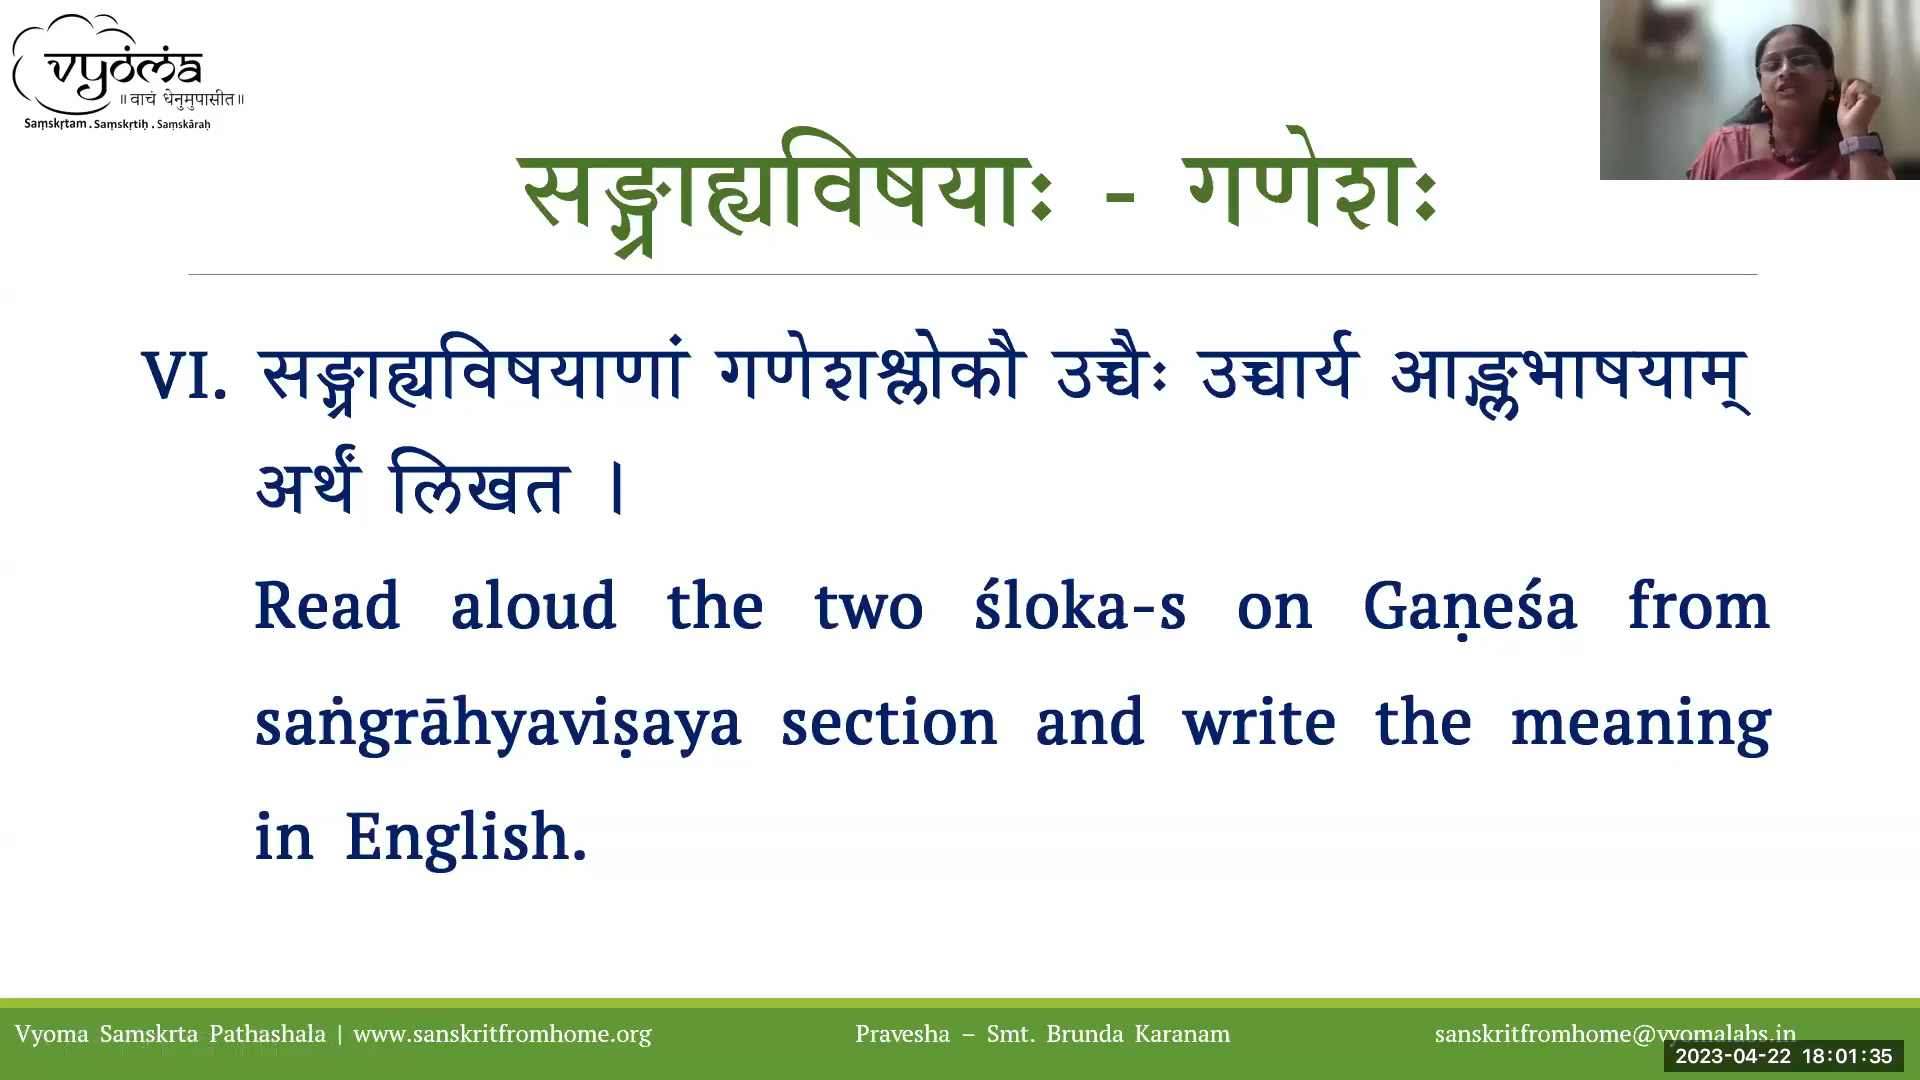 vyoma
॥ वाचं धेनुमुपासीत॥
Saṃskṛtam . Saṃskṛtiḥ . Saṃskāraḥ
सङ्ग्राह्यविषयाः - गणेशः
VI. सङ्ग्राह्यविषयाणां गणेशश्लोकौ उच्चैः उच्चार्य आङ्ग्लभाषयाम्
अर्थं लिखत ।
Read aloud the two śloka-s on Gaṇeśa from
saṅgrāhyaviṣaya section and write the meaning
in English.
Vyoma Samskrta Pathashala | www.sanskritfromhome.org
Pravesha – Smt. Brunda Karanam
sanskritfromhome@vyomalabs.in
2023-04-22 18:01:35